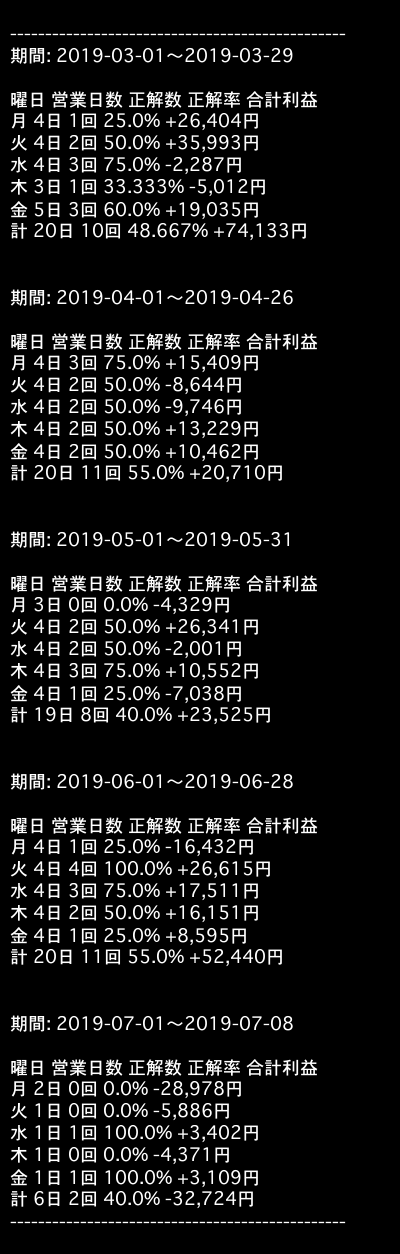 ------------------------------------------------
期間: 2019-03-01〜2019-03-29
曜日 営業日数 正解数 正解率 合計利益
月 4日 1回 25.0% +26,404円
火 4日 2回 50.0% +35,993円
水 4日 3回 75.0% -2,287円
木 3日 1回 33.333% -5,012円
金 5日 3回 60.0% +19,035円
計 20日 10回 48.667% +74,133円
期間: 2019-04-01〜2019-04-26
曜日 営業日数 正解数 正解率 合計利益
月 4日 3回 75.0% +15,409円
火 4日 2回 50.0% -8,644円
水 4日 2回 50.0% -9,746円
木 4日 2回 50.0% +13,229円
金 4日 2回 50.0% +10,462円
計 20日 11回 55.0% +20,710円
期間: 2019-05-01〜2019-05-31
曜日 営業日数 正解数 正解率 合計利益
月 3日 0回 0.0% -4,329円
火 4日 2回 50.0% +26,341円
水 4日 2回 50.0% -2,001円
木 4日 3回 75.0% +10,552円
金 4日 1回 25.0% -7,038円
計 19日 8回 40.0% +23,525円
期間: 2019-06-01〜2019-06-28
曜日 営業日数 正解数 正解率 合計利益
月 4日 1回 25.0% -16,432円
火 4日 4回 100.0% +26,615円
水 4日 3回 75.0% +17,511円
木 4日 2回 50.0% +16,151円
金 4日 1回 25.0% +8,595円
計 20日 11回 55.0% +52,440円
期間: 2019-07-01〜2019-07-08
曜日 営業日数 正解数 正解率 合計利益
月 2日 0回 0.0% -28,978円
火 1日 0回 0.0% -5,886円
水 1日 1回 100.0% +3,402円
木 1日 0回 0.0% -4,371円
金 1日 1回 100.0% +3,109円
計 6日 2回 40.0% -32,724円
------------------------------------------------